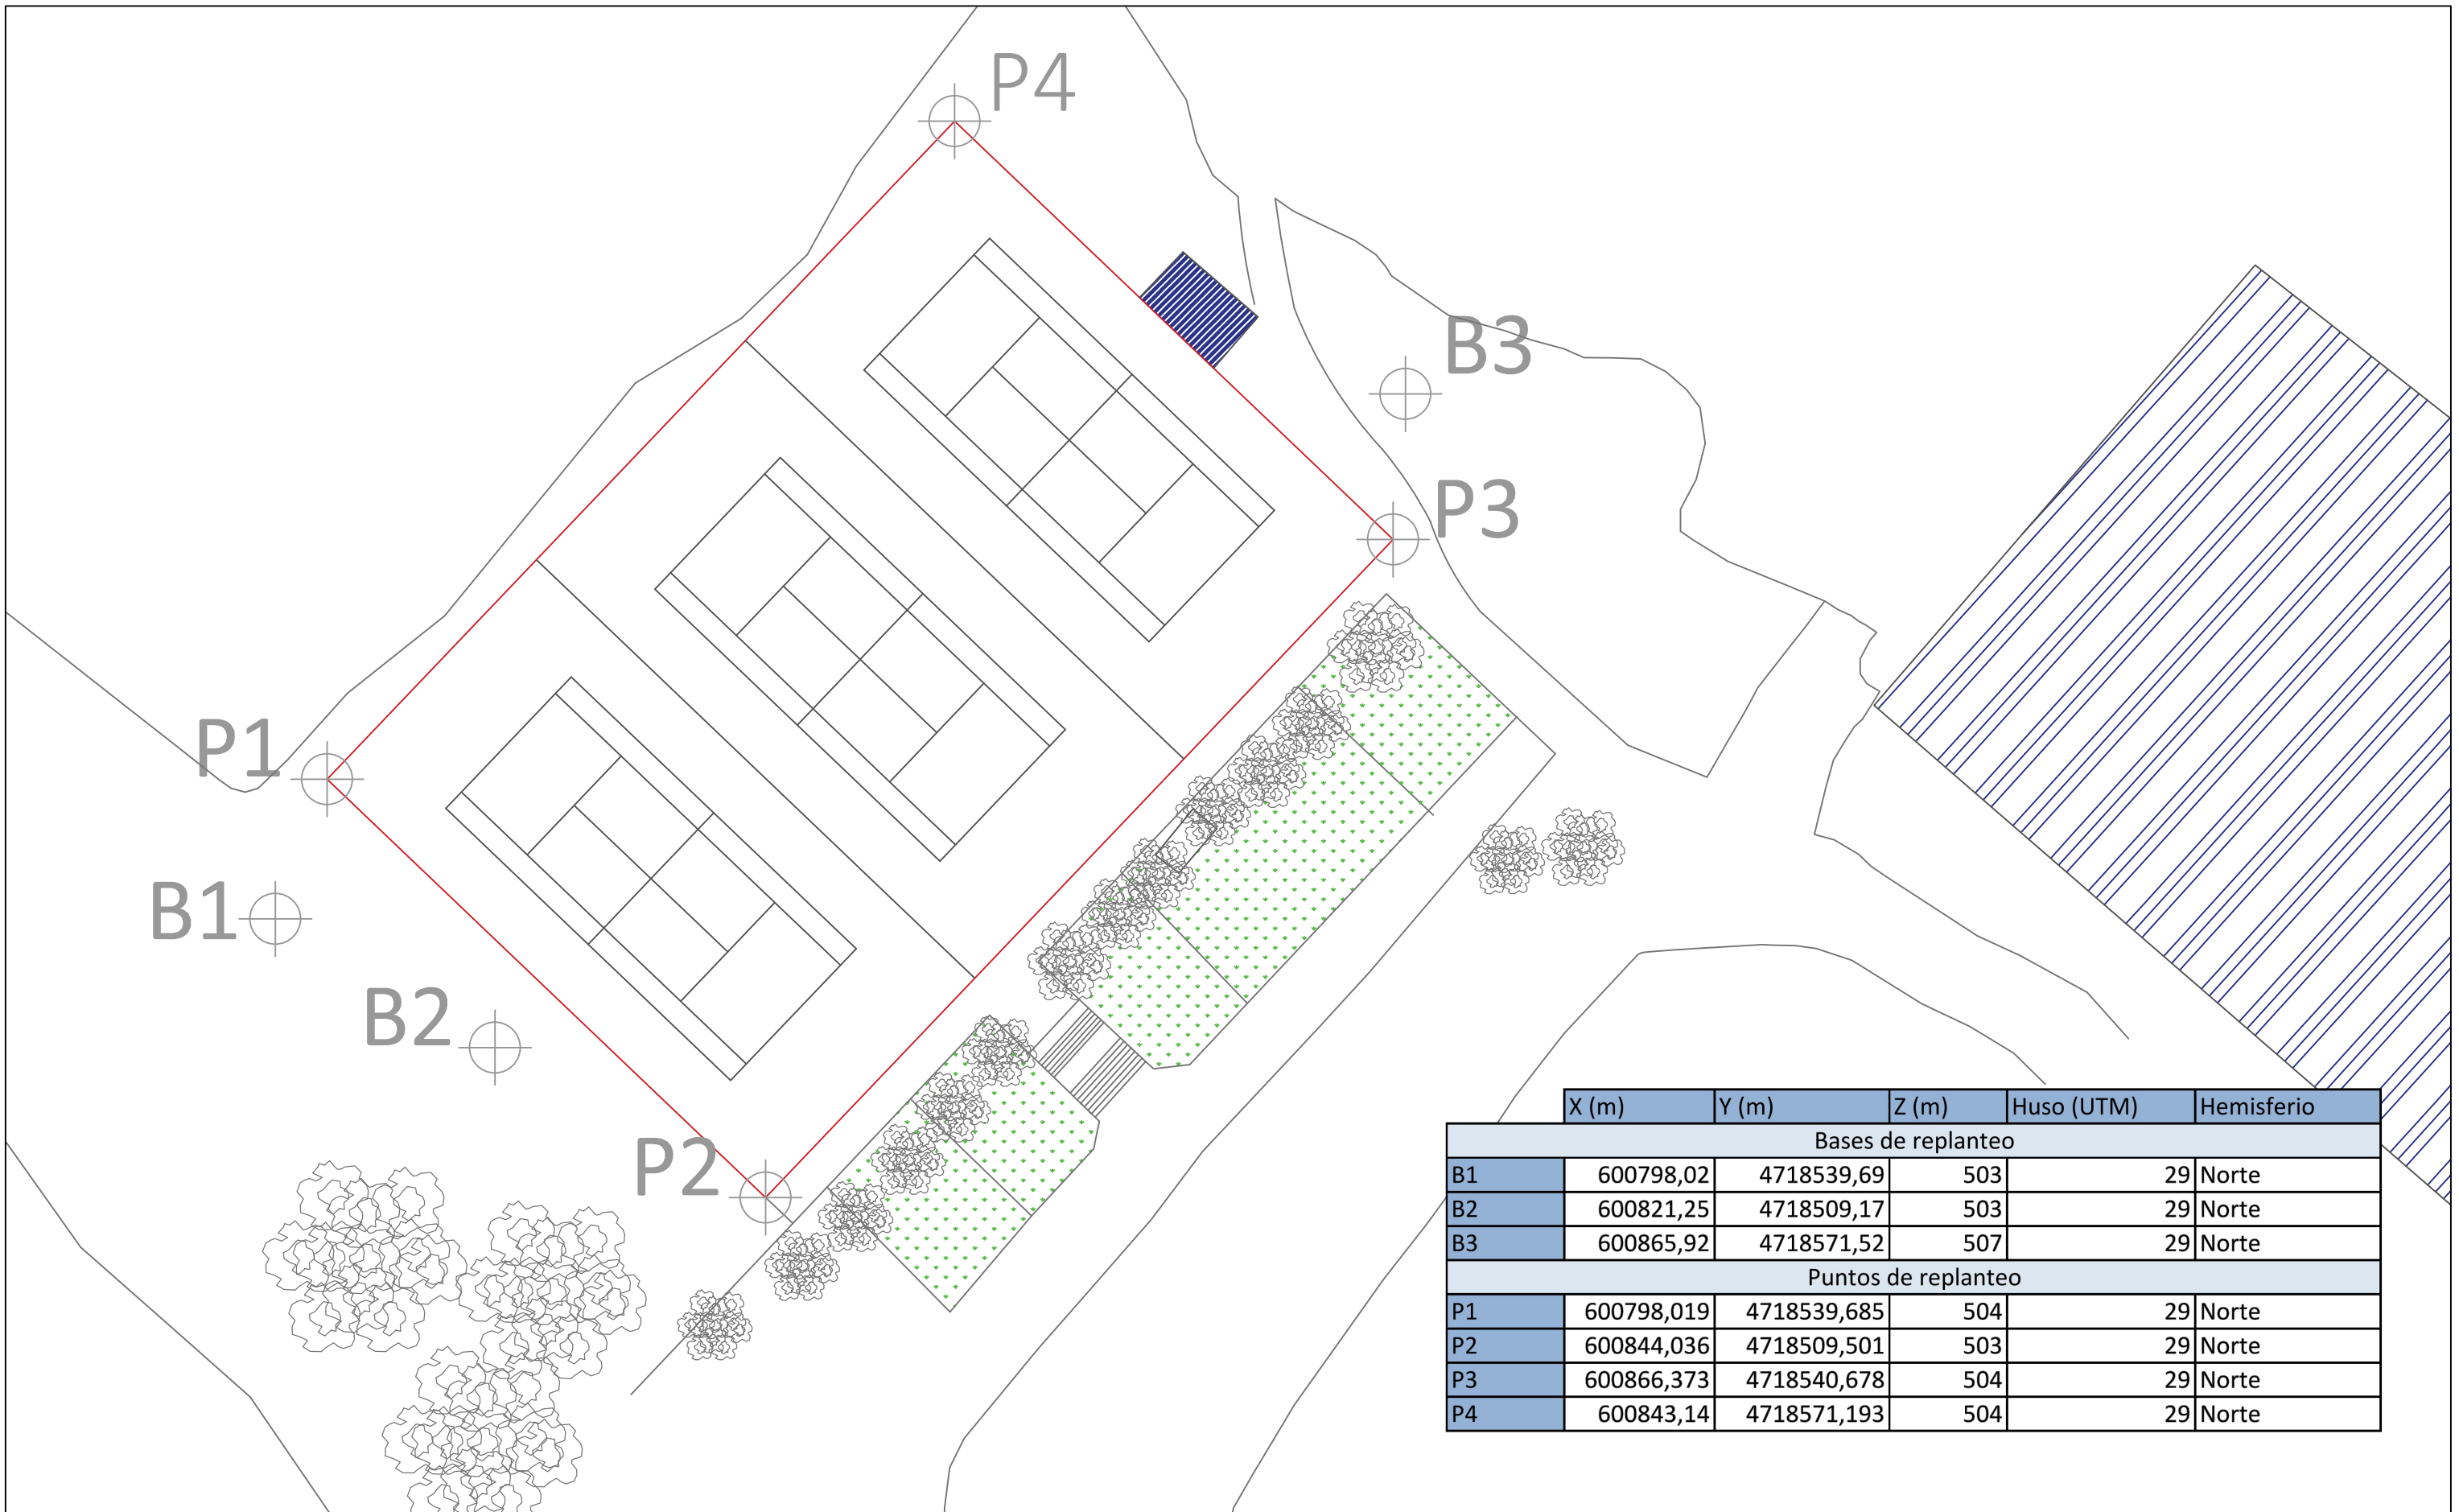 P4
B3
P3
P1
B1
B2
P2
X (m) Y (m) Z (m) Huso (UTM) Hemisferio
Bases de replanteo
B1 600798,02 4718539,69 503 29 Norte
B2 600821,25 4718509,17 503 29 Norte
B3 600865,92 4718571,52 507 29 Norte
Puntos de replanteo
P1 600798,019 4718539,685 504 29 Norte
P2 600844,036 4718509,501 503 29 Norte
P3 600866,373 4718540,678 504 29 Norte
P4 600843,14 4718571,193 504 29 Norte